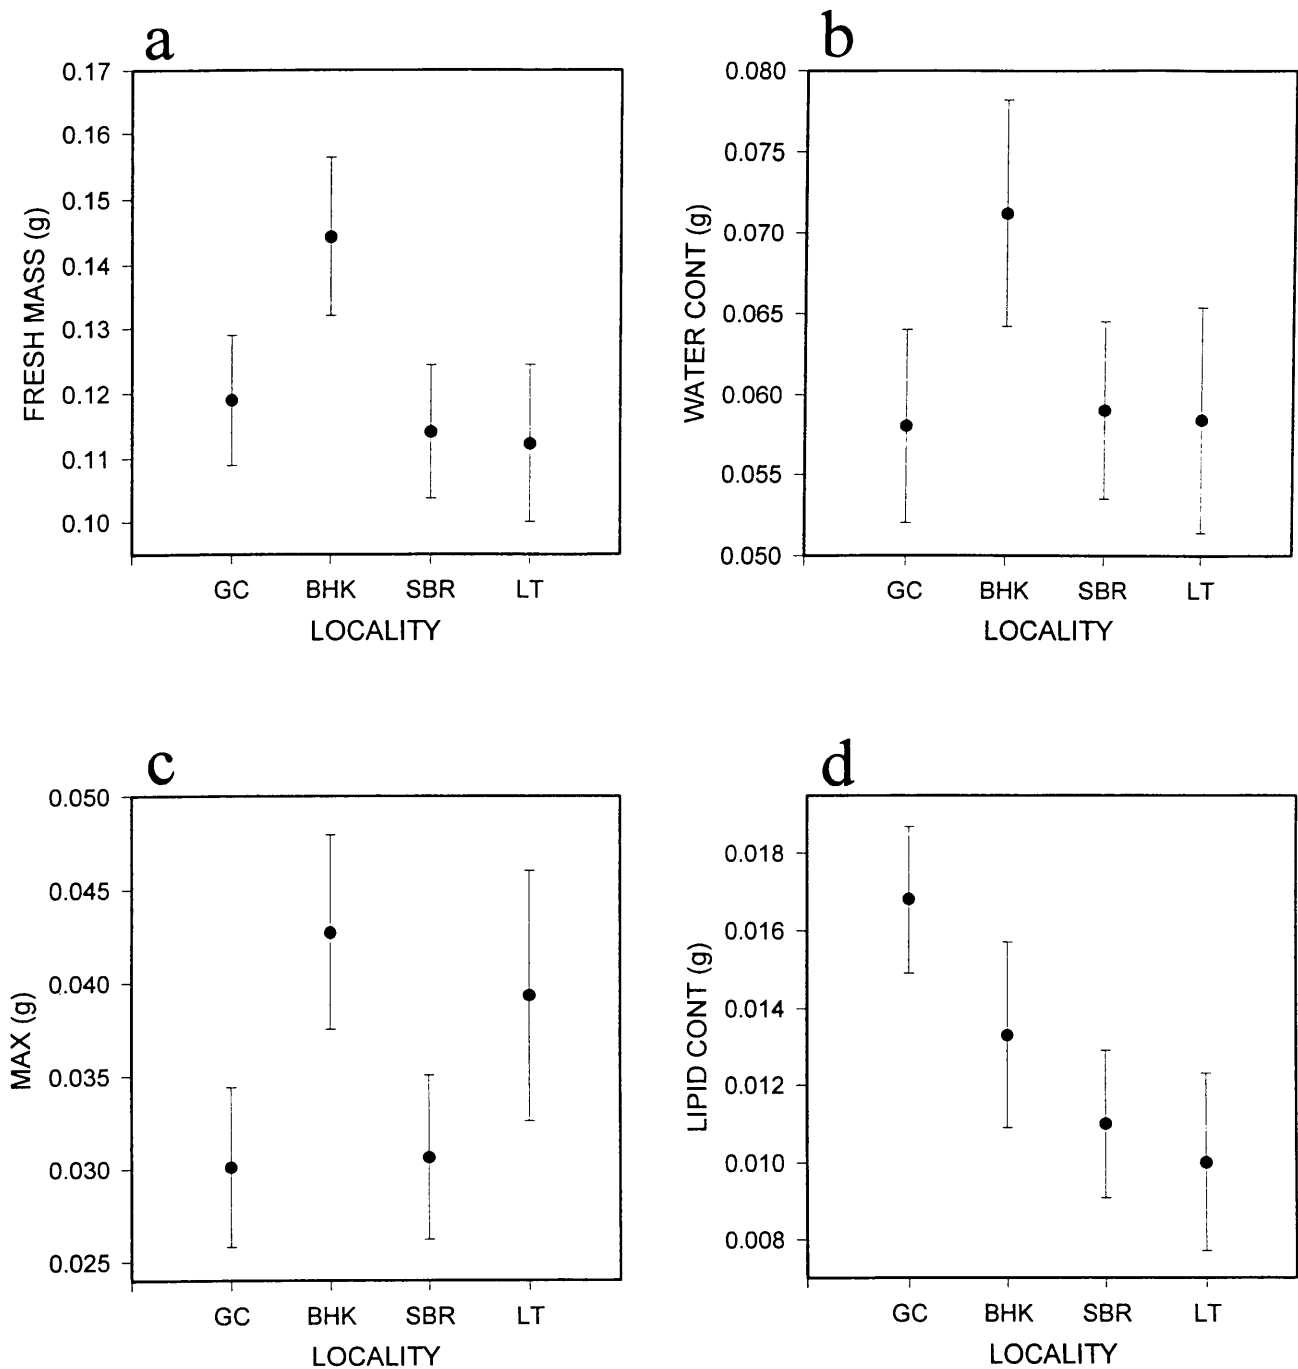 a
0.17
0.16
0.15
0.14
0.13
0.12
0.11
0.10
FRESH MASS (g)
GC BHK SBR LT
LOCALITY
b
0.080
0.075
0.070
0.065
0.060
0.055
0.050
WATER CONT (g)
GC BHK SBR LT
LOCALITY
c
0.050
0.045
0.040
0.035
0.030
0.025
MAX (g)
GC BHK SBR LT
LOCALITY
d
0.018
0.016
0.014
0.012
0.010
0.008
LIPID CONT (g)
GC BHK SBR LT
LOCALITY